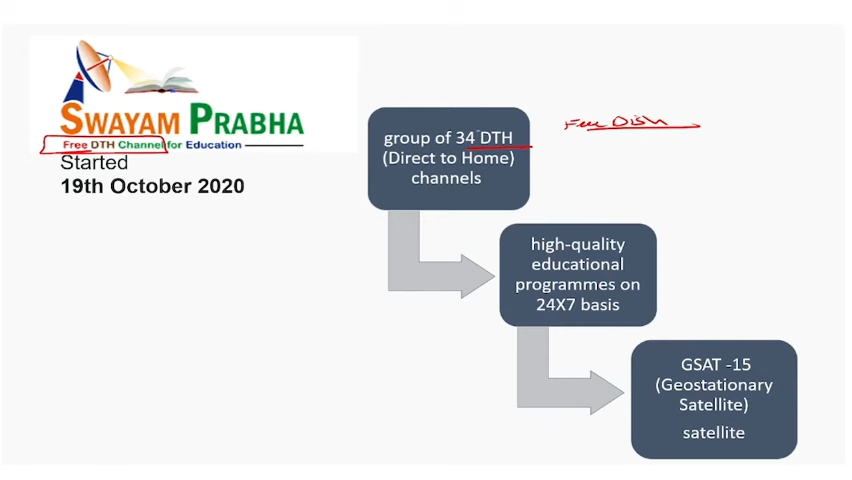 SWAYAM PRABHA
Free DTH Channel for Education
Started
19th October 2020
group of 34 DTH
(Direct to Home)
channels
Free Dish
high-quality
educational
programmes on
24X7 basis
GSAT -15
(Geostationary
Satellite)
satellite